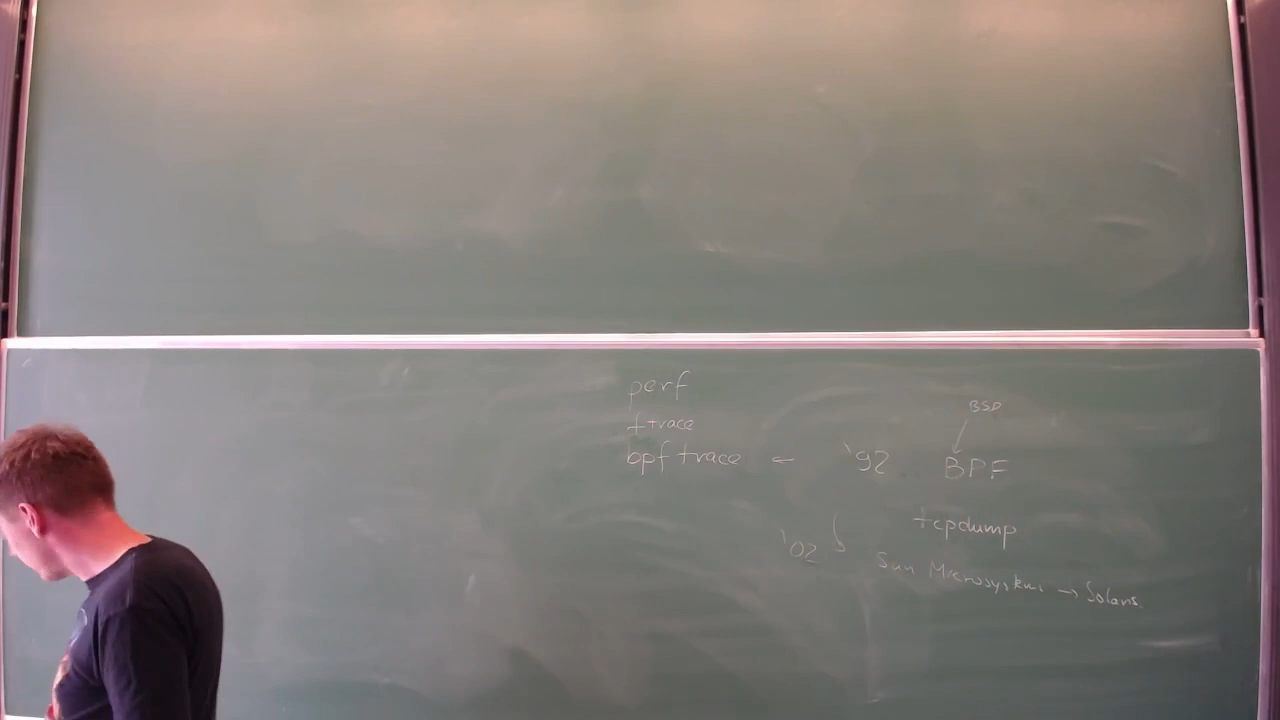 perf
ftrace
bpftrace ← '92 BPF
BSD
tcpdump
'02
Sun Microsystems → Solaris